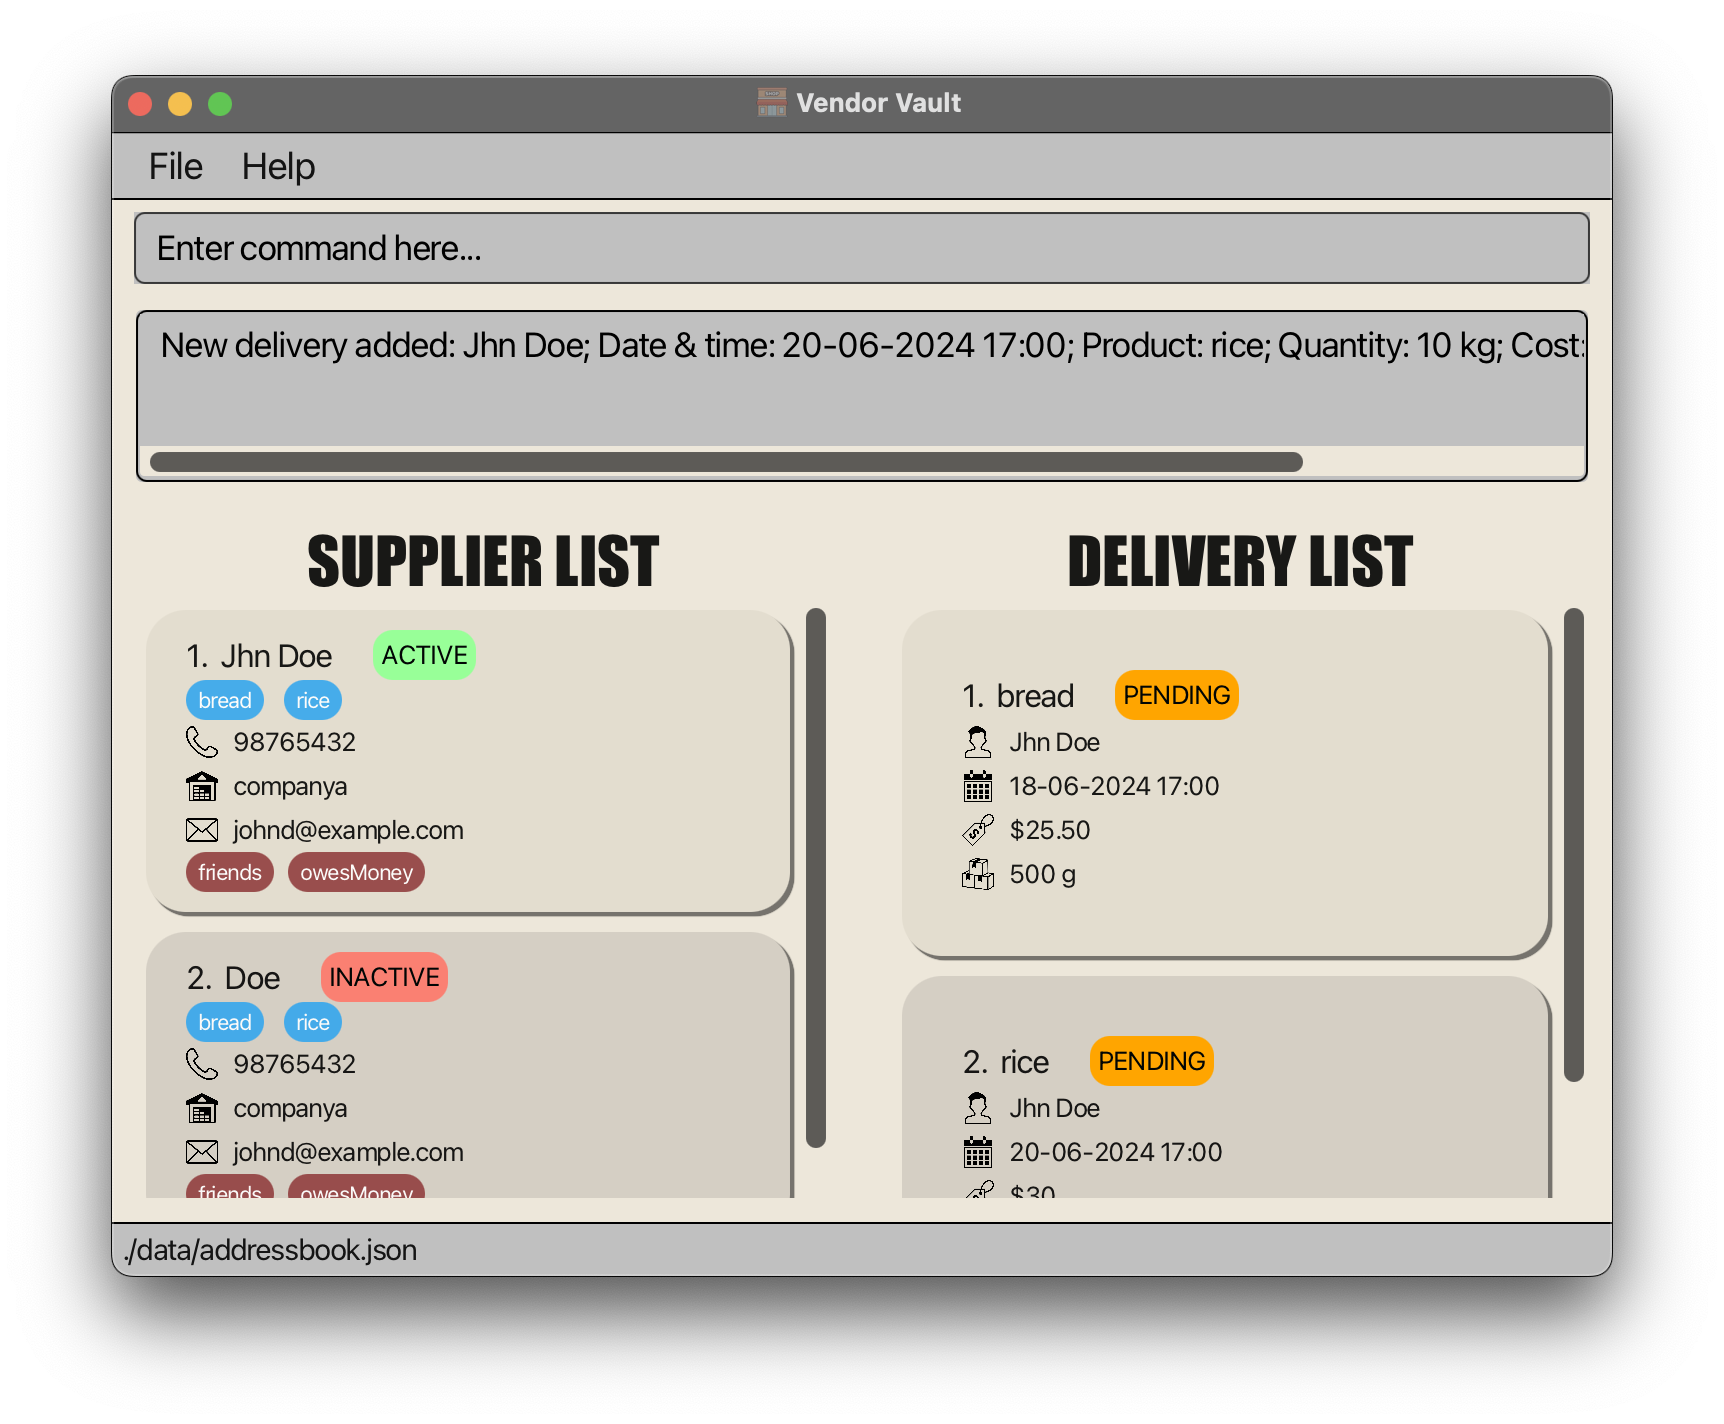 Vendor Vault
File Help
Enter command here...
New delivery added: Jhn Doe; Date & time: 20-06-2024 17:00; Product: rice; Quantity: 10 kg; Cost:
SUPPLIER LIST
1. Jhn Doe ACTIVE
bread rice
98765432
companya
johnd@example.com
friends owesMoney
2. Doe INACTIVE
bread rice
98765432
companya
johnd@example.com
friends owesMoney
DELIVERY LIST
1. bread PENDING
Jhn Doe
18-06-2024 17:00
$25.50
500 g
2. rice PENDING
Jhn Doe
20-06-2024 17:00
$30
./data/addressbook.json